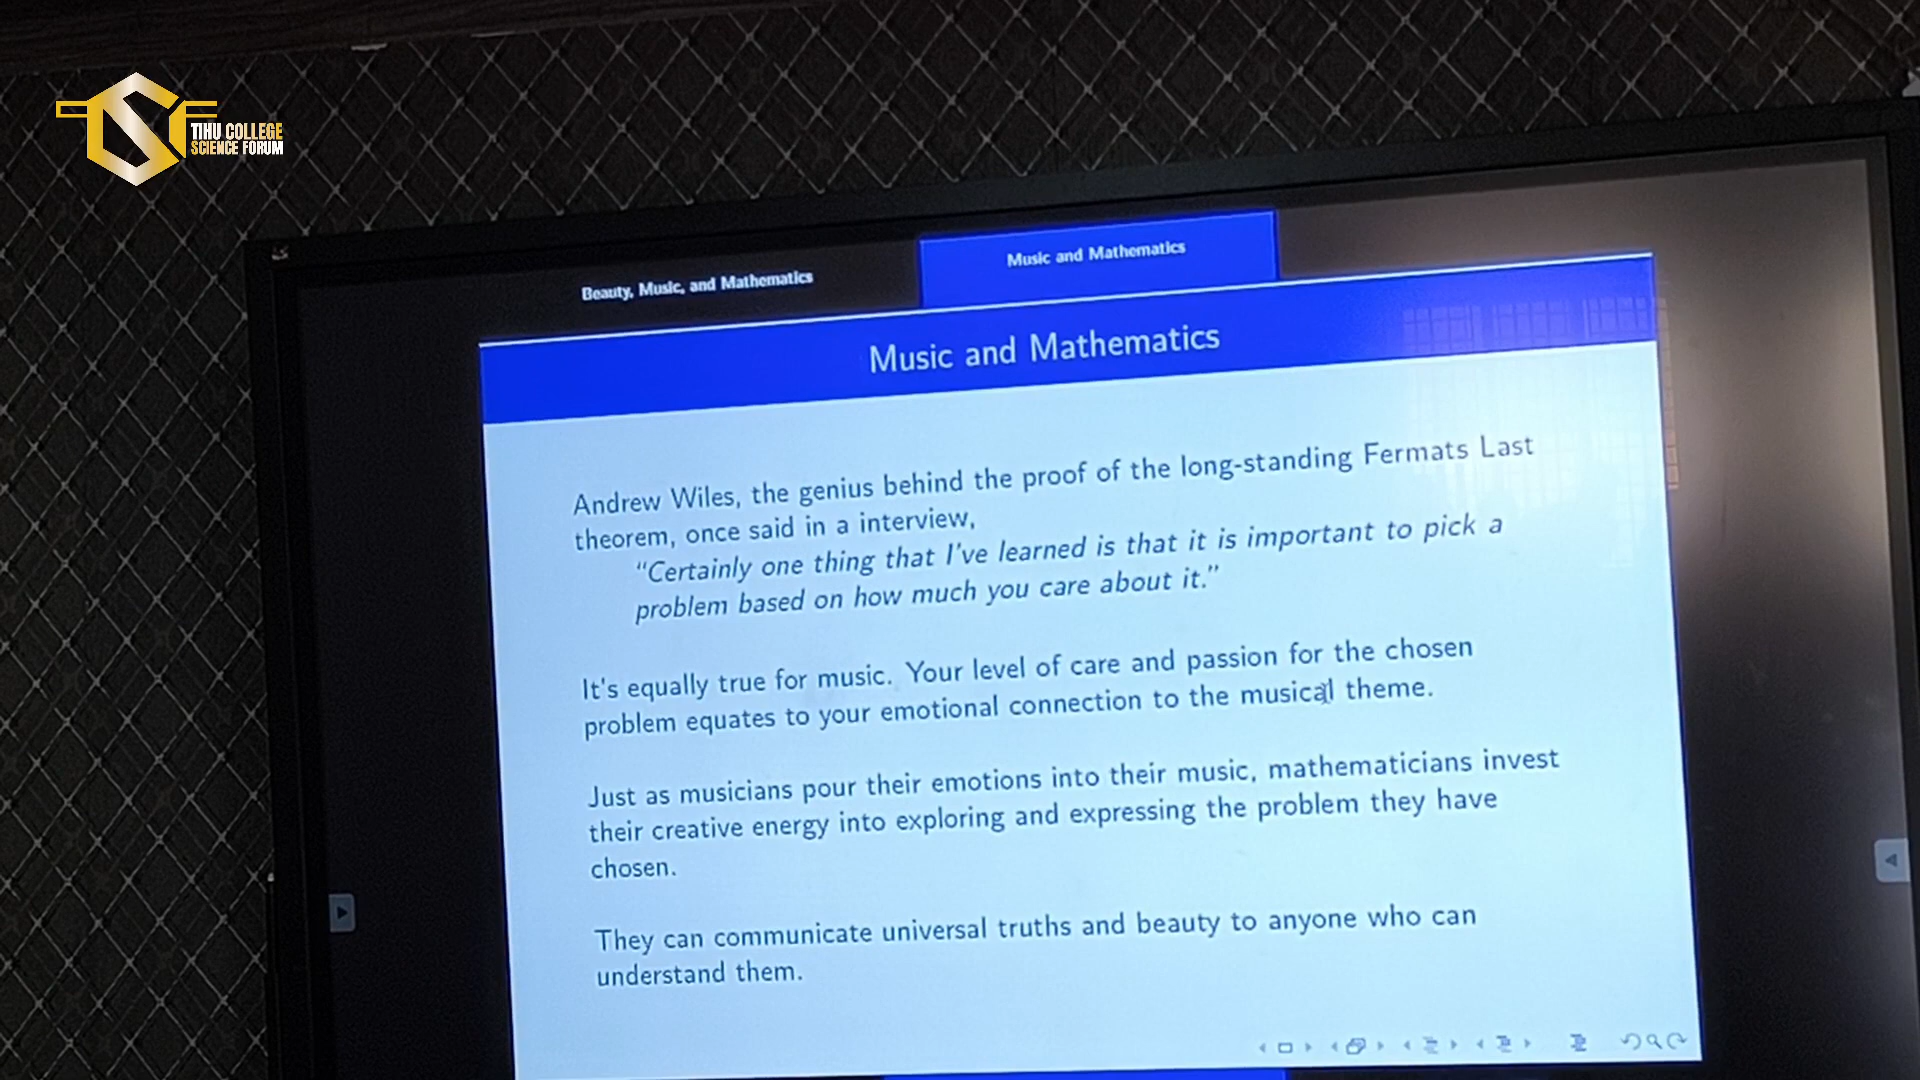 TIHU COLLEGE
SCIENCE FORUM
Beauty, Music, and Mathematics
Music and Mathematics
Music and Mathematics
Andrew Wiles, the genius behind the proof of the long-standing Fermats Last
theorem, once said in a interview,
"Certainly one thing that I've learned is that it is important to pick a
problem based on how much you care about it."
It's equally true for music. Your level of care and passion for the chosen
problem equates to your emotional connection to the musical theme.
Just as musicians pour their emotions into their music, mathematicians invest
their creative energy into exploring and expressing the problem they have
chosen.
They can communicate universal truths and beauty to anyone who can
understand them.